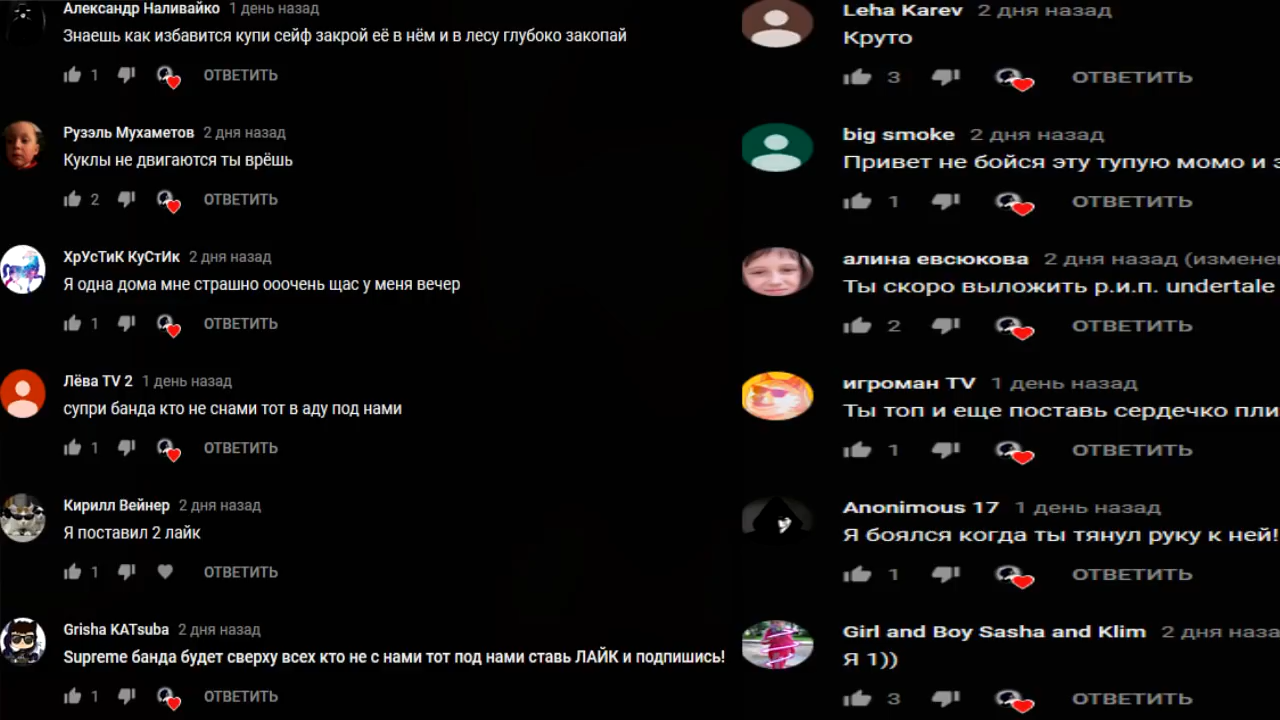 Александр Наливайко 1 день назад
Знаешь как избавится купи сейф закрой её в нём и в лесу глубоко закопай
1 ОТВЕТИТЬ
Рузэль Мухаметов 2 дня назад
Куклы не двигаются ты врёшь
2 ОТВЕТИТЬ
ХрУсТиК КуСтИк 2 дня назад
Я одна дома мне страшно ооочень щас у меня вечер
1 ОТВЕТИТЬ
Лёва TV 2 1 день назад
супри банда кто не снами тот в аду под нами
1 ОТВЕТИТЬ
Кирилл Вейнер 2 дня назад
Я поставил 2 лайк
1 ОТВЕТИТЬ
Grisha KATsuba 2 дня назад
Supreme банда будет сверху всех кто не с нами тот под нами ставь ЛАЙК и подпишись!
1 ОТВЕТИТЬ
Leha Karev 2 дня назад
Круто
3 ОТВЕТИТЬ
big smoke 2 дня назад
Привет не бойся эту тупую момо и
1 ОТВЕТИТЬ
алина евсюкова 2 дня назад (измене
Ты скоро выложить р.и.п. undertale
2 ОТВЕТИТЬ
игроман TV 1 день назад
Ты топ и еще поставь сердечко пли
1 ОТВЕТИТЬ
Anonimous 17 1 день назад
Я боялся когда ты тянул руку к ней!
1 ОТВЕТИТЬ
Girl and Boy Sasha and Klim 2 дня наза
Я 1))
3 ОТВЕТИТЬ